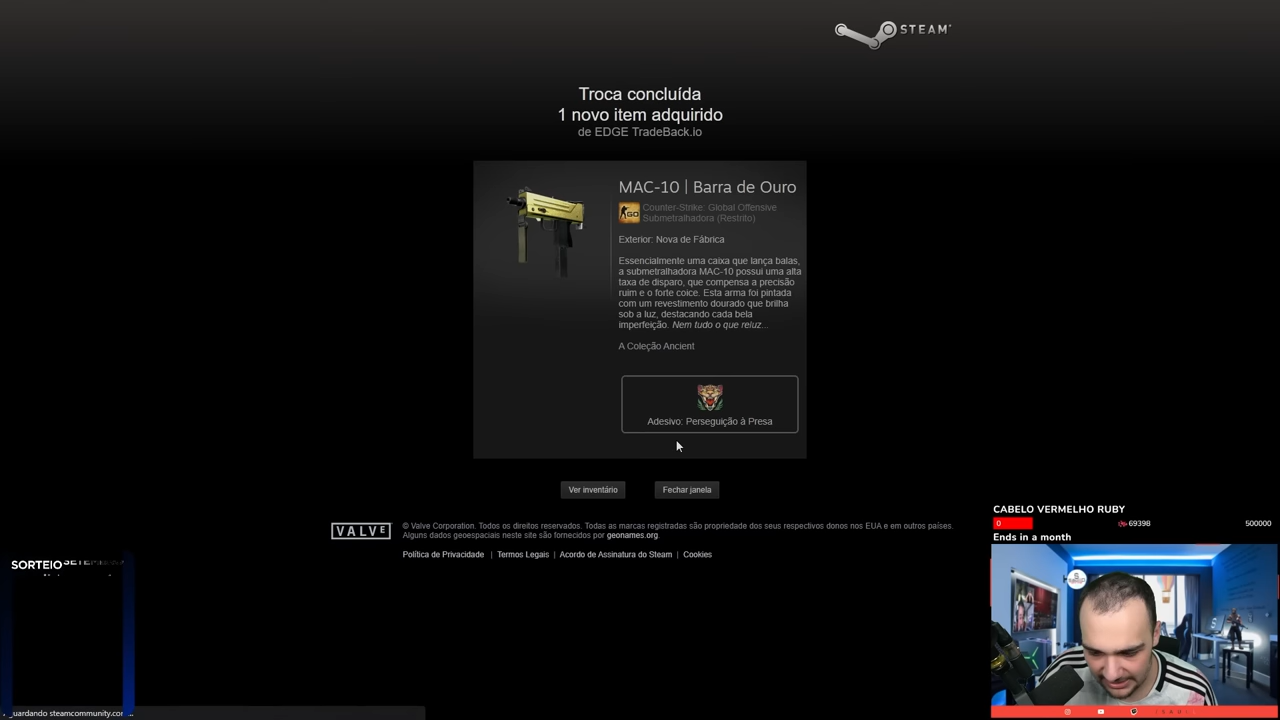 STEAM
Troca concluída
1 novo item adquirido
de EDGE TradeBack.io
MAC-10 | Barra de Ouro
Counter-Strike: Global Offensive
Submetralhadora (Restrito)
Exterior: Nova de Fábrica
Essencialmente uma caixa que lança balas,
a submetralhadora MAC-10 possui uma alta
taxa de disparo, que compensa a precisão
ruim e o forte coice. Esta arma foi pintada
com um revestimento dourado que brilha
sob a luz, destacando cada bela
imperfeição. Nem tudo o que reluz...
A Coleção Ancient
Adesivo: Perseguição à Presa
Ver inventário
Fechar janela
VALVE
© Valve Corporation. Todos os direitos reservados. Todas as marcas registradas são propriedade dos seus respectivos donos nos EUA e em outros países.
Alguns dados geoespaciais neste site são fornecidos por geonames.org.
Política de Privacidade | Termos Legais | Acordo de Assinatura do Steam | Cookies
CABELO VERMELHO RUBY
0 69398 500000
Ends in a month
SORTEIO